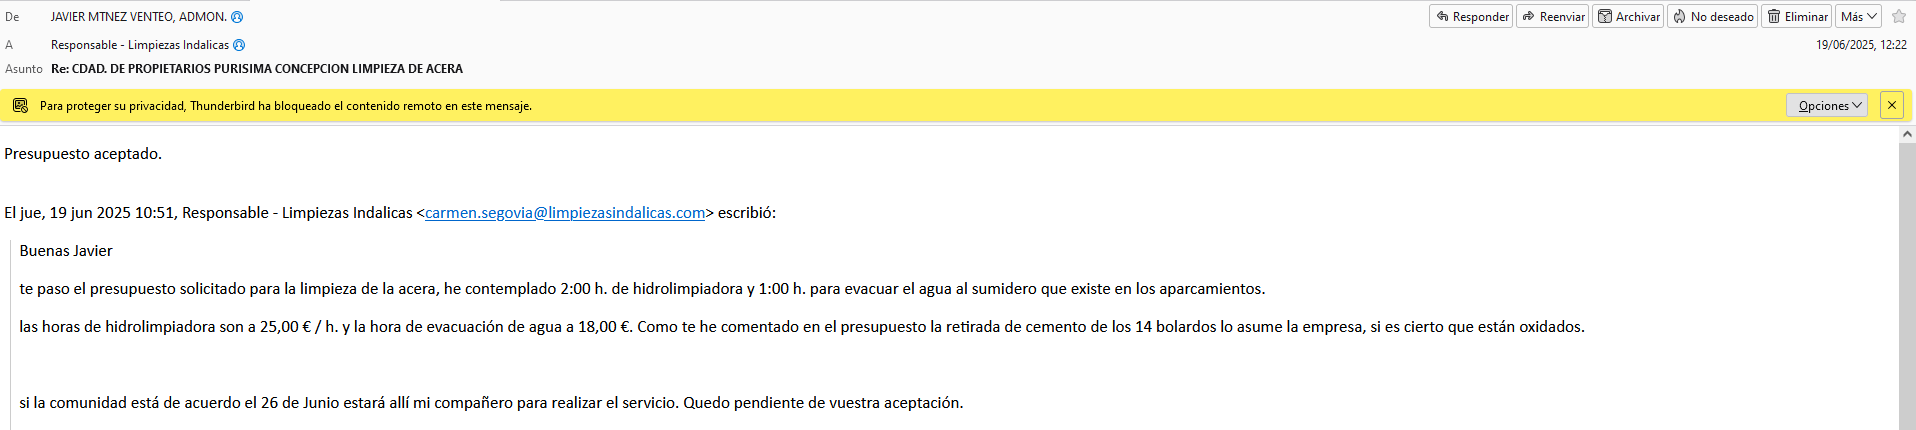 De JAVIER MTNEZ VENTEO, ADMON. Responder Reenviar Archivar No deseado Eliminar Más
A Responsable - Limpiezas Indalicas 19/06/2025, 12:22
Asunto Re: CDAD. DE PROPIETARIOS PURISIMA CONCEPCION LIMPIEZA DE ACERA
Para proteger su privacidad, Thunderbird ha bloqueado el contenido remoto en este mensaje. Opciones
Presupuesto aceptado.
El jue, 19 jun 2025 10:51, Responsable - Limpiezas Indalicas <carmen.segovia@limpiezasindalicas.com> escribió:
Buenas Javier
te paso el presupuesto solicitado para la limpieza de la acera, he contemplado 2:00 h. de hidrolimpiadora y 1:00 h. para evacuar el agua al sumidero que existe en los aparcamientos.
las horas de hidrolimpiadora son a 25,00 € / h. y la hora de evacuación de agua a 18,00 €. Como te he comentado en el presupuesto la retirada de cemento de los 14 bolardos lo asume la empresa, si es cierto que están oxidados.
si la comunidad está de acuerdo el 26 de Junio estará allí mi compañero para realizar el servicio. Quedo pendiente de vuestra aceptación.